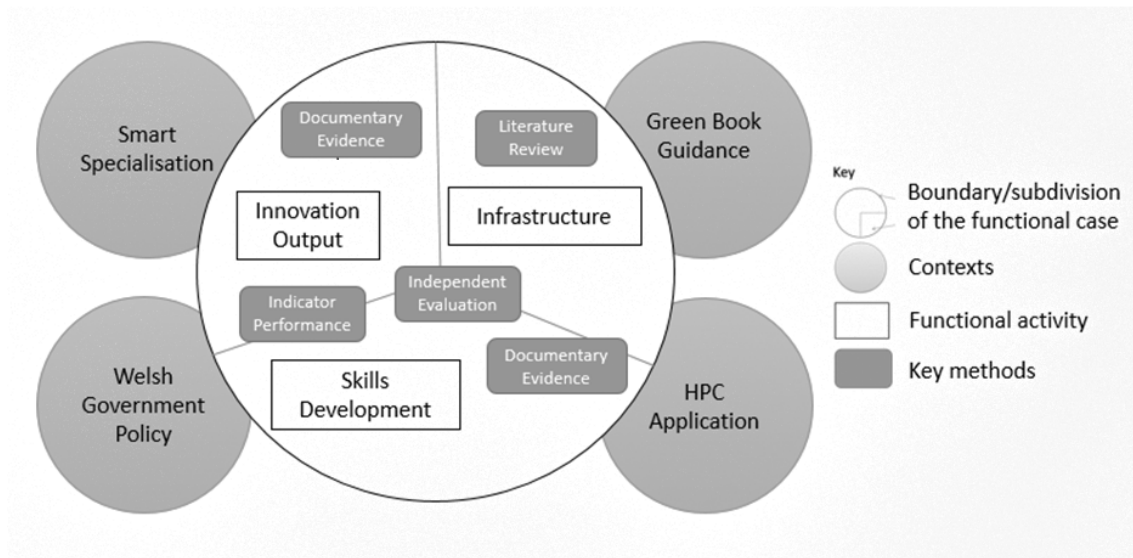 Smart
Specialisation
Documentary
Evidence
Literature
Review
Green Book
Guidance
Innovation
Output
Infrastructure
Indicator
Performance
Independent
Evaluation
Documentary
Evidence
Skills
Development
Welsh
Government
Policy
HPC
Application
Key
Boundary/subdivision
of the functional case
Contexts
Functional activity
Key methods